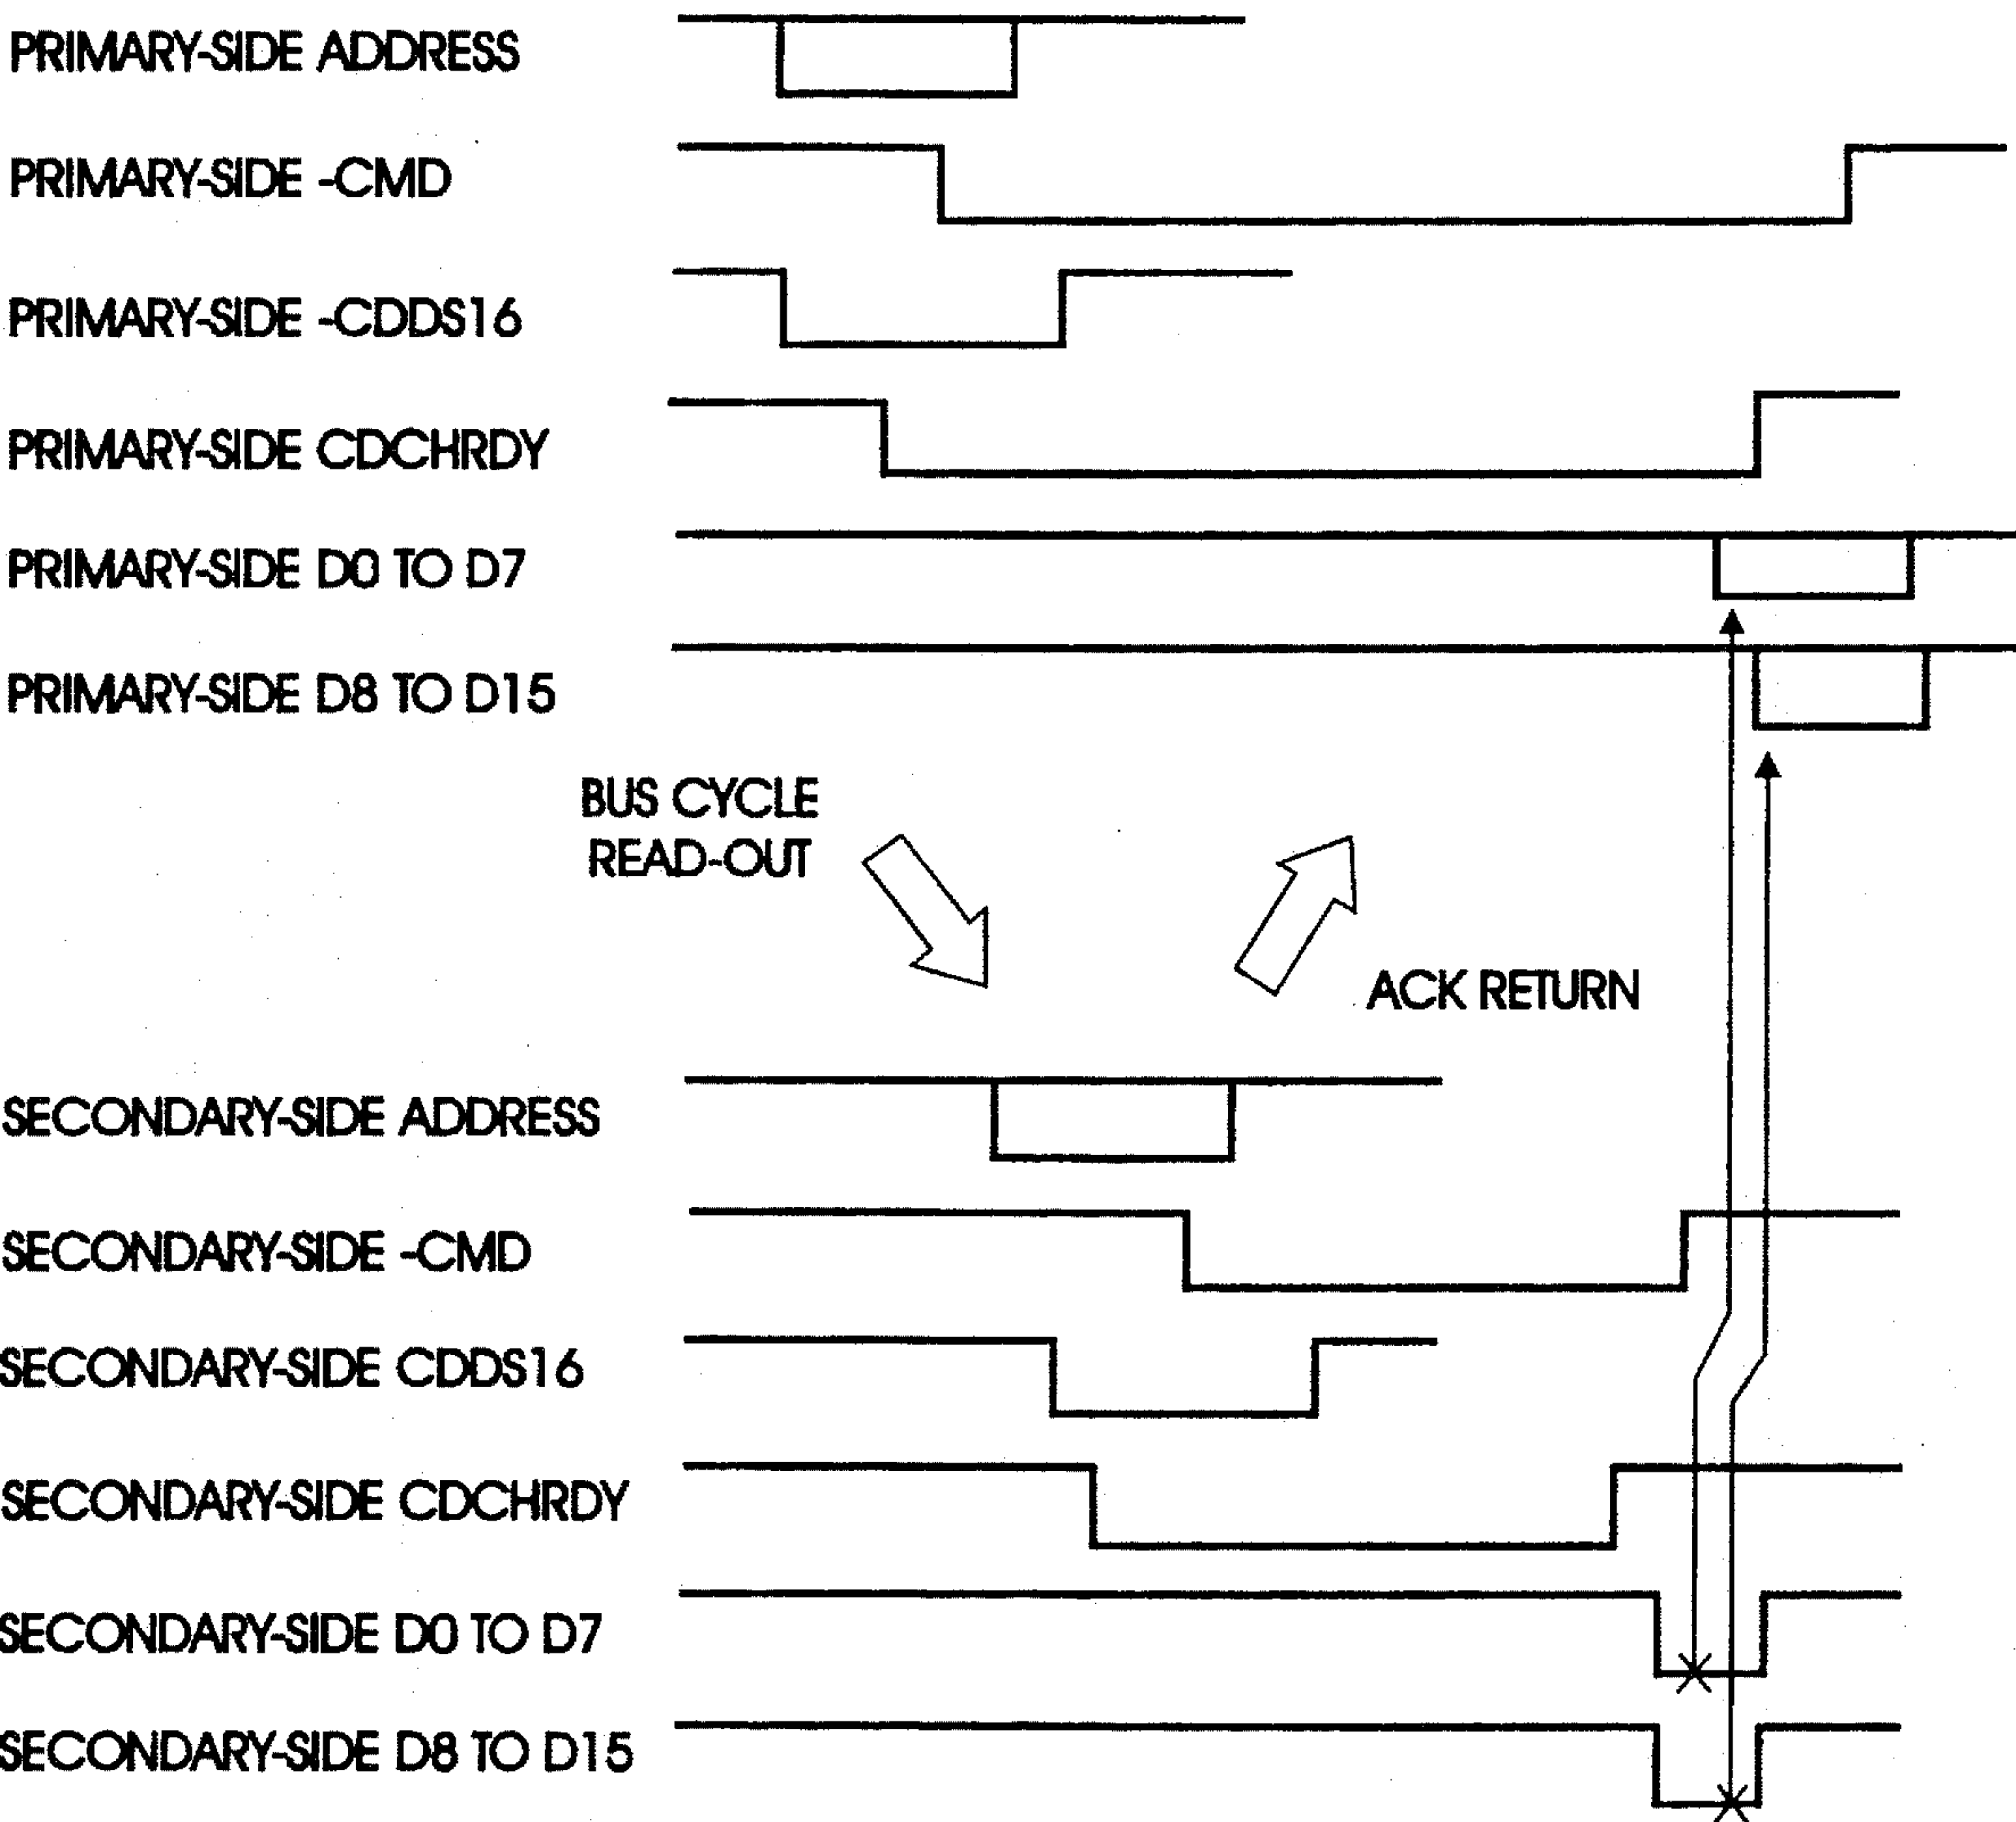 PRIMARY-SIDE ADDRESS
PRIMARY-SIDE -CMD
PRIMARY-SIDE -CDDS16
PRIMARY-SIDE CDCHRDY
PRIMARY-SIDE D0 TO D7
PRIMARY-SIDE D8 TO D15
BUS CYCLE
READ-OUT
ACK RETURN
SECONDARY-SIDE ADDRESS
SECONDARY-SIDE -CMD
SECONDARY-SIDE CDDS16
SECONDARY-SIDE CDCHRDY
SECONDARY-SIDE D0 TO D7
SECONDARY-SIDE D8 TO D15